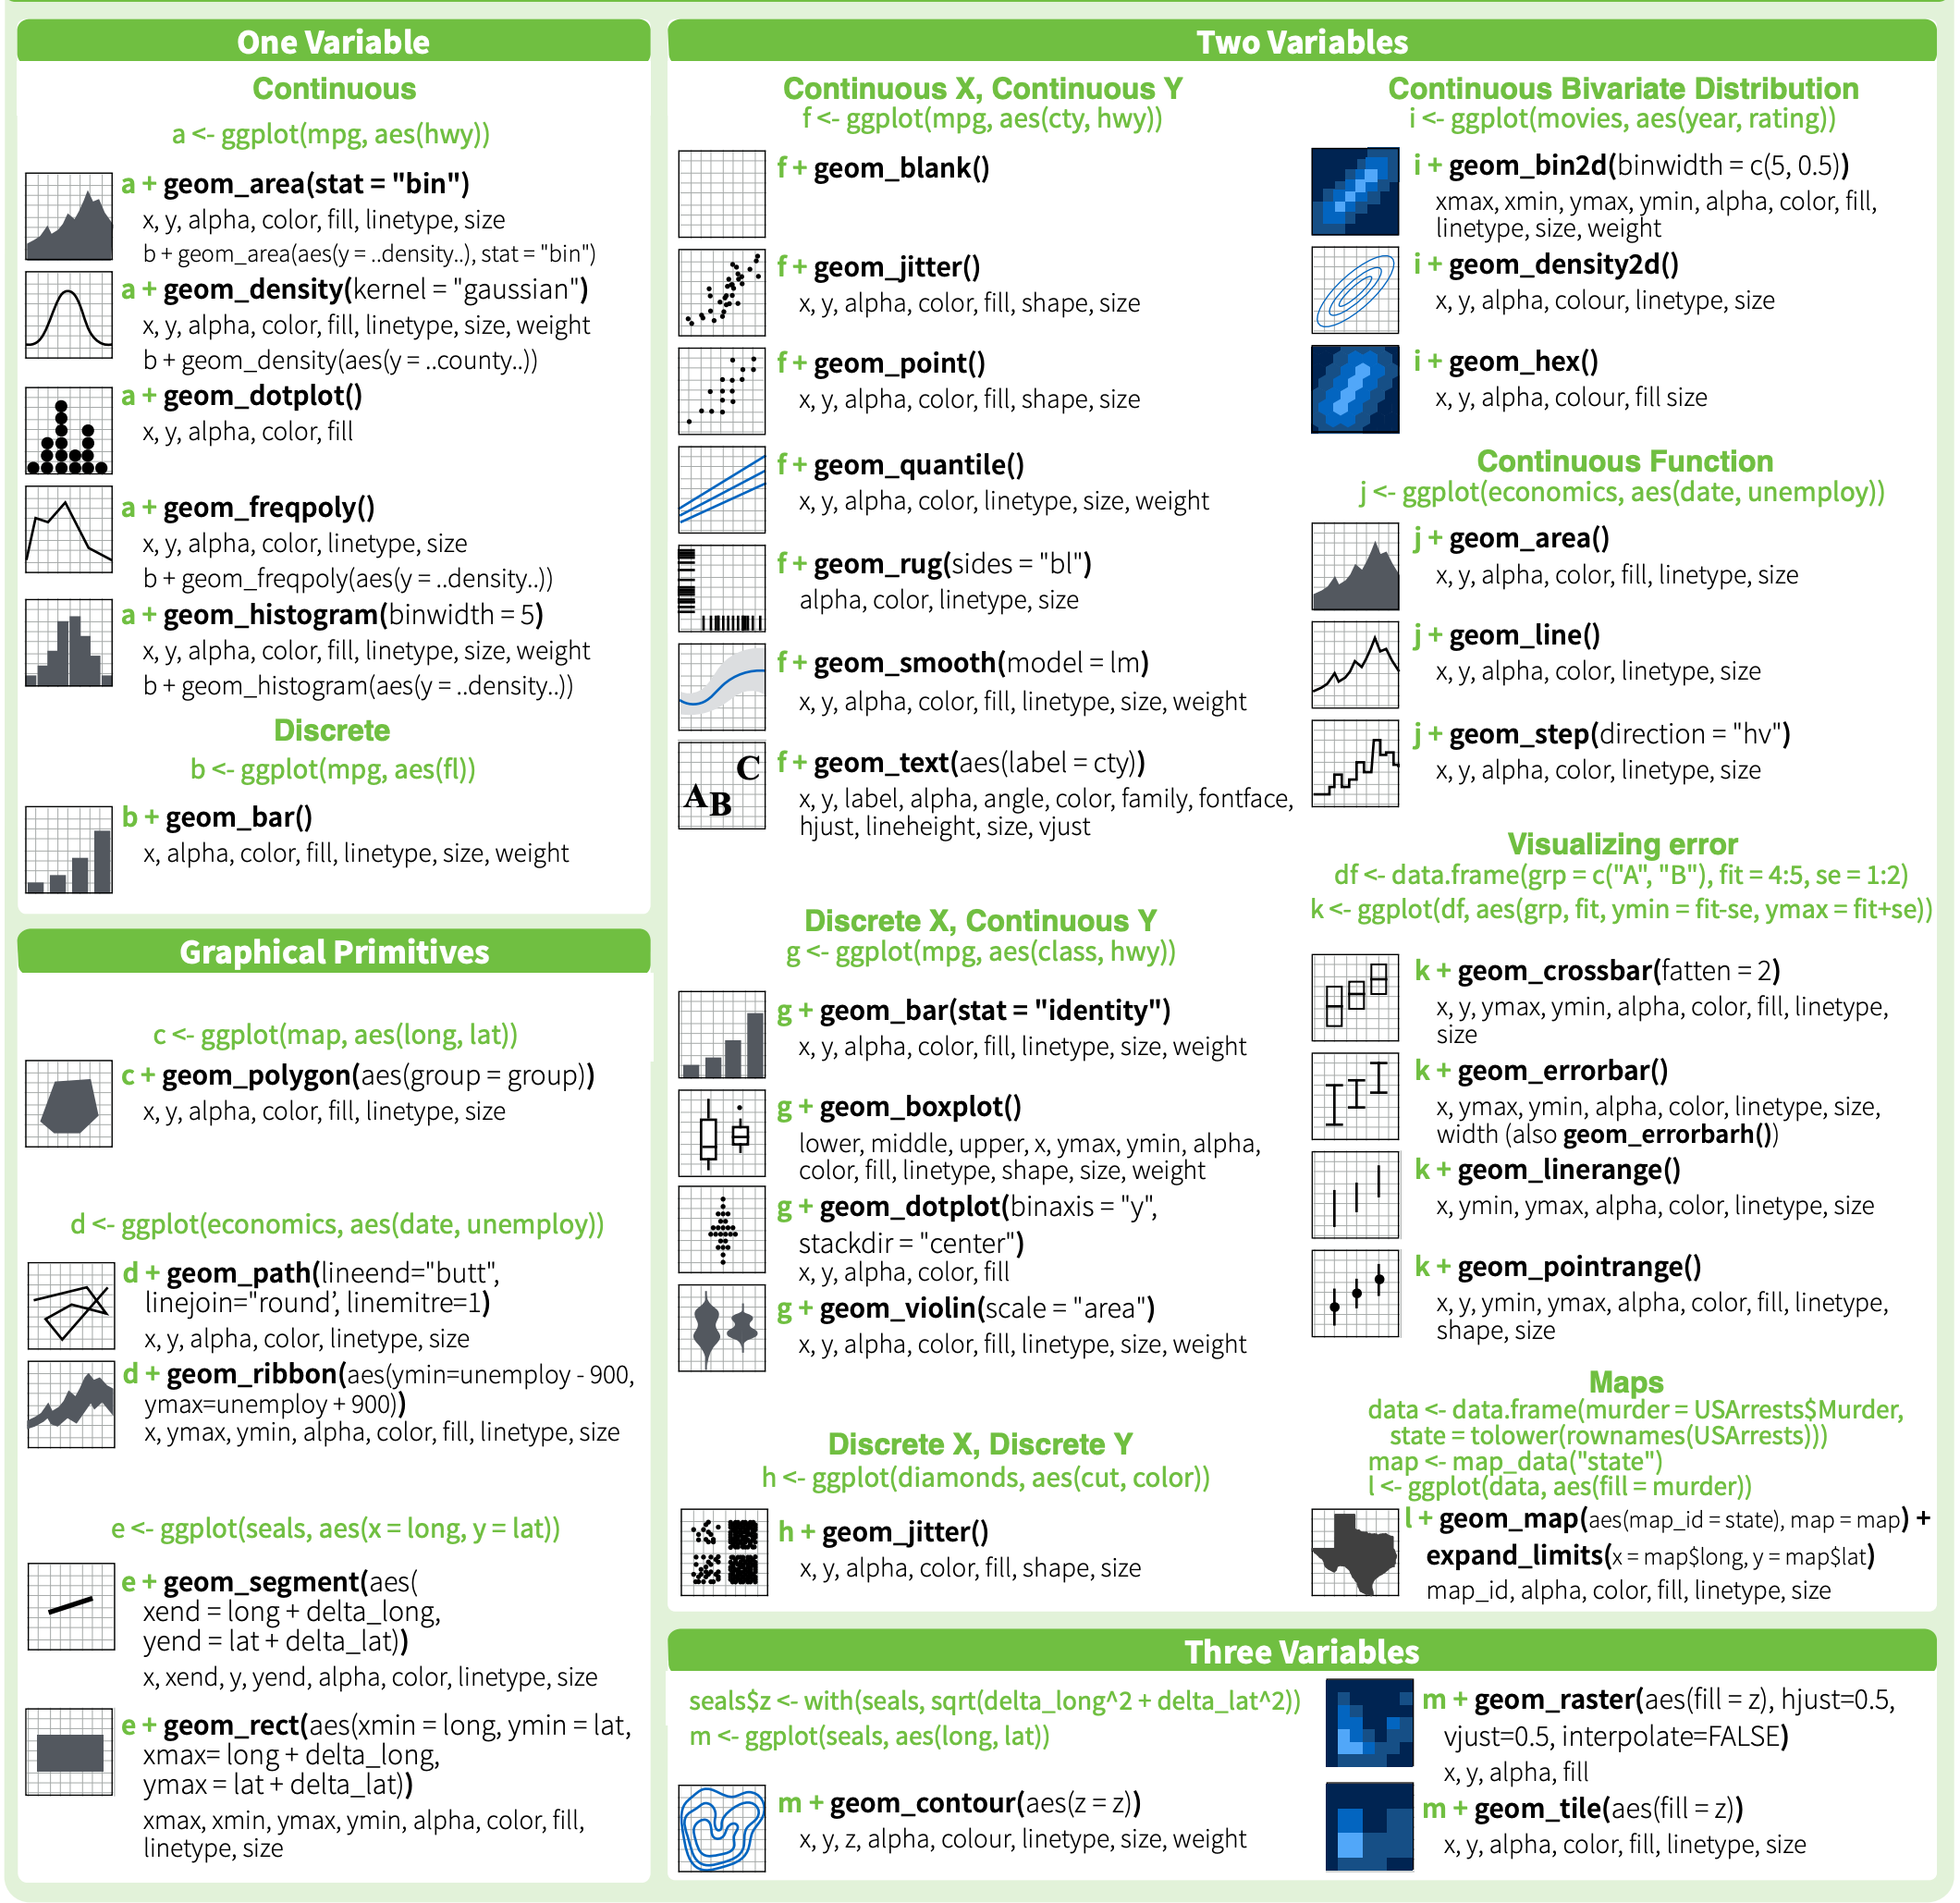 One Variable
Continuous
a <- ggplot(mpg, aes(hwy))
a + geom_area(stat = "bin")
x, y, alpha, color, fill, linetype, size
b + geom_area(aes(y = ..density..), stat = "bin")
a + geom_density(kernel = "gaussian")
x, y, alpha, color, fill, linetype, size, weight
b + geom_density(aes(y = ..county..))
a + geom_dotplot()
x, y, alpha, color, fill
a + geom_freqpoly()
x, y, alpha, color, linetype, size
b + geom_freqpoly(aes(y = ..density..))
a + geom_histogram(binwidth = 5)
x, y, alpha, color, fill, linetype, size, weight
b + geom_histogram(aes(y = ..density..))
Discrete
b <- ggplot(mpg, aes(fl))
b + geom_bar()
x, alpha, color, fill, linetype, size, weight
Graphical Primitives
c <- ggplot(map, aes(long, lat))
c + geom_polygon(aes(group = group))
x, y, alpha, color, fill, linetype, size
d <- ggplot(economics, aes(date, unemploy))
d + geom_path(lineend="butt",
linejoin="round’, linemitre=1)
x, y, alpha, color, linetype, size
d + geom_ribbon(aes(ymin=unemploy - 900,
ymax=unemploy + 900))
x, ymax, ymin, alpha, color, fill, linetype, size
e <- ggplot(seals, aes(x = long, y = lat))
e + geom_segment(aes(
xend = long + delta_long,
yend = lat + delta_lat))
x, xend, y, yend, alpha, color, linetype, size
e + geom_rect(aes(xmin = long, ymin = lat,
xmax= long + delta_long,
ymax = lat + delta_lat))
xmax, xmin, ymax, ymin, alpha, color, fill,
linetype, size
Two Variables
Continuous X, Continuous Y
f <- ggplot(mpg, aes(cty, hwy))
f + geom_blank()
f + geom_jitter()
x, y, alpha, color, fill, shape, size
f + geom_point()
x, y, alpha, color, fill, shape, size
f + geom_quantile()
x, y, alpha, color, linetype, size, weight
f + geom_rug(sides = "bl")
alpha, color, linetype, size
f + geom_smooth(model = lm)
x, y, alpha, color, fill, linetype, size, weight
C
A B
f + geom_text(aes(label = cty))
x, y, label, alpha, angle, color, family, fontface,
hjust, lineheight, size, vjust
Discrete X, Continuous Y
g <- ggplot(mpg, aes(class, hwy))
g + geom_bar(stat = "identity")
x, y, alpha, color, fill, linetype, size, weight
g + geom_boxplot()
lower, middle, upper, x, ymax, ymin, alpha,
color, fill, linetype, shape, size, weight
g + geom_dotplot(binaxis = "y",
stackdir = "center")
x, y, alpha, color, fill
g + geom_violin(scale = "area")
x, y, alpha, color, fill, linetype, size, weight
Discrete X, Discrete Y
h <- ggplot(diamonds, aes(cut, color))
h + geom_jitter()
x, y, alpha, color, fill, shape, size
Continuous Bivariate Distribution
i <- ggplot(movies, aes(year, rating))
i + geom_bin2d(binwidth = c(5, 0.5))
xmax, xmin, ymax, ymin, alpha, color, fill,
linetype, size, weight
i + geom_density2d()
x, y, alpha, colour, linetype, size
i + geom_hex()
x, y, alpha, colour, fill size
Continuous Function
j <- ggplot(economics, aes(date, unemploy))
j + geom_area()
x, y, alpha, color, fill, linetype, size
j + geom_line()
x, y, alpha, color, linetype, size
j + geom_step(direction = "hv")
x, y, alpha, color, linetype, size
Visualizing error
df <- data.frame(grp = c("A", "B"), fit = 4:5, se = 1:2)
k <- ggplot(df, aes(grp, fit, ymin = fit-se, ymax = fit+se))
k + geom_crossbar(fatten = 2)
x, y, ymax, ymin, alpha, color, fill, linetype,
size
k + geom_errorbar()
x, ymax, ymin, alpha, color, linetype, size,
width (also geom_errorbarh())
k + geom_linerange()
x, ymin, ymax, alpha, color, linetype, size
k + geom_pointrange()
x, y, ymin, ymax, alpha, color, fill, linetype,
shape, size
Maps
data <- data.frame(murder = USArrests$Murder,
state = tolower(rownames(USArrests)))
map <- map_data("state")
l <- ggplot(data, aes(fill = murder))
l + geom_map(aes(map_id = state), map = map) +
expand_limits(x = map$long, y = map$lat)
map_id, alpha, color, fill, linetype, size
Three Variables
seals$z <- with(seals, sqrt(delta_long^2 + delta_lat^2))
m <- ggplot(seals, aes(long, lat))
m + geom_contour(aes(z = z))
x, y, z, alpha, colour, linetype, size, weight
m + geom_raster(aes(fill = z), hjust=0.5,
vjust=0.5, interpolate=FALSE)
x, y, alpha, fill
m + geom_tile(aes(fill = z))
x, y, alpha, color, fill, linetype, size